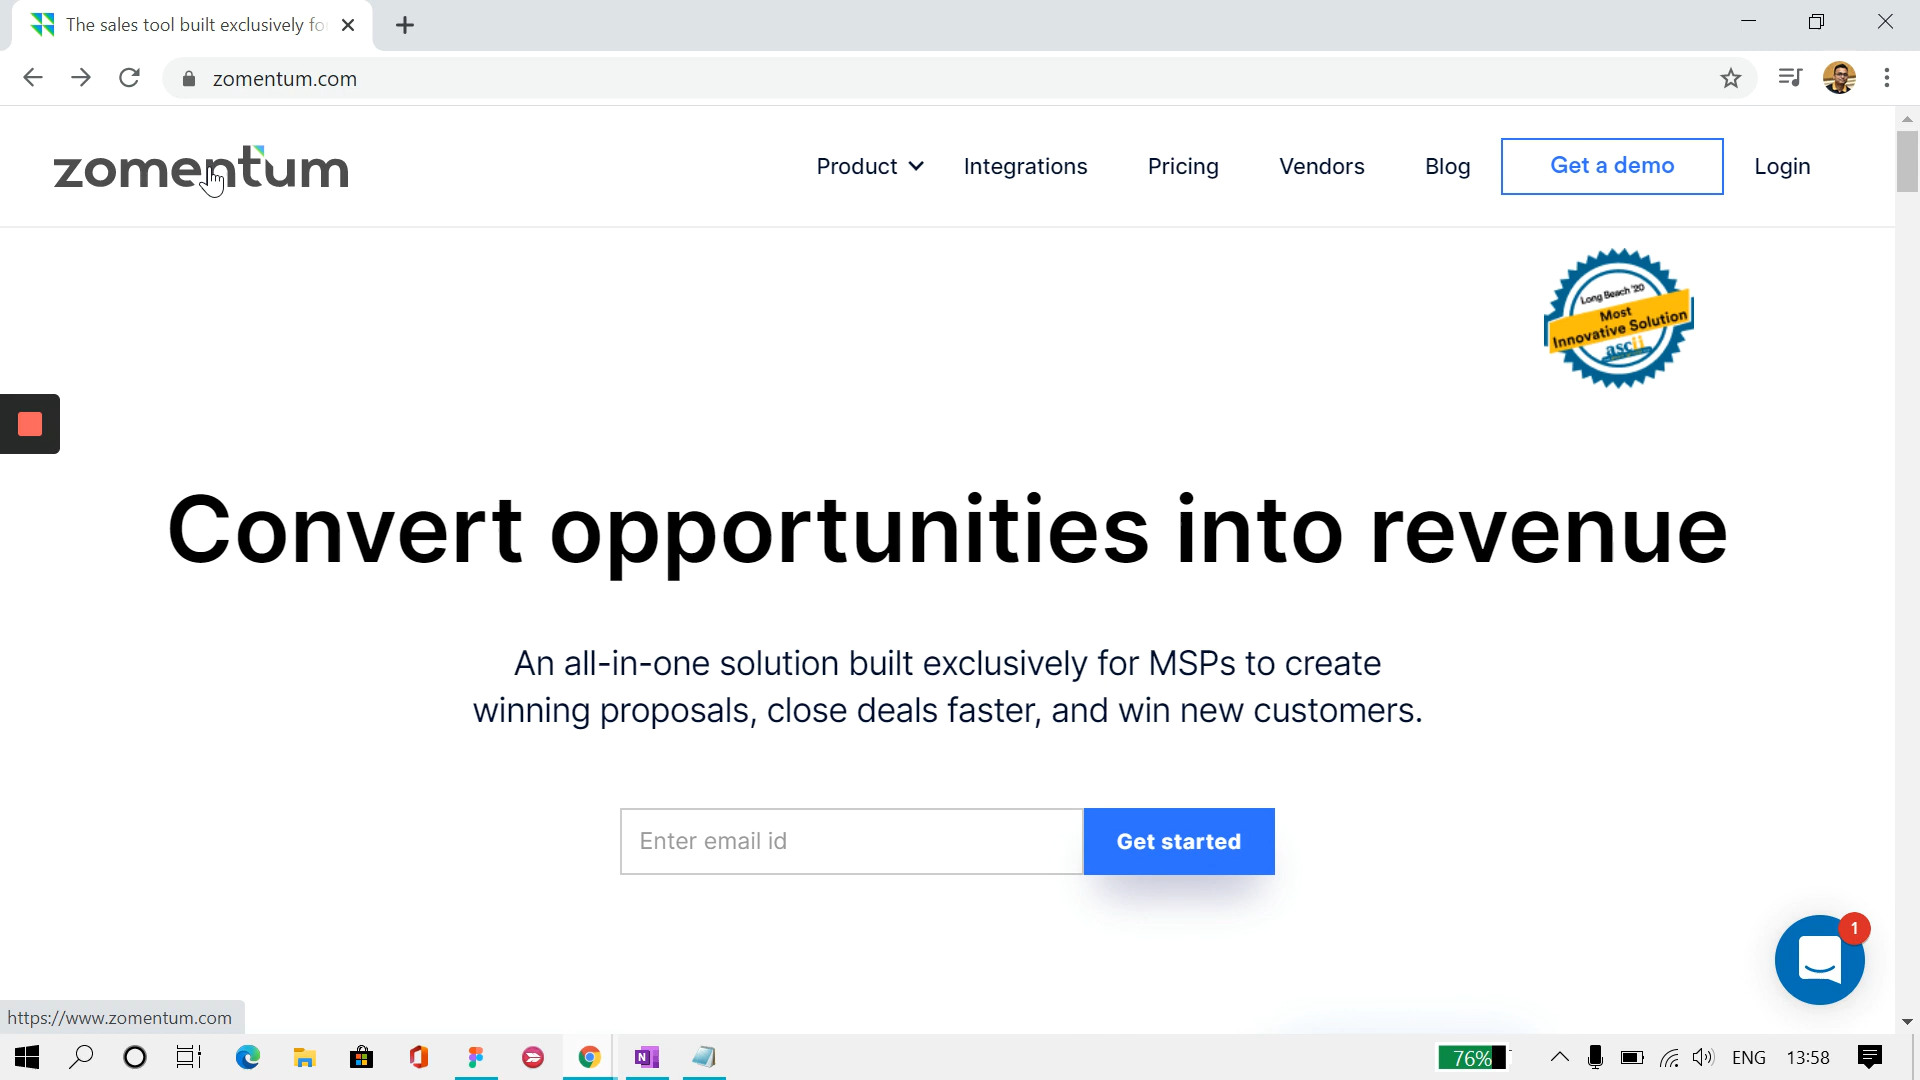 The sales tool built exclusively fo
zomentum.com
zomentum
Product
Integrations
Pricing
Vendors
Blog
Get a demo
Login
Long Beach '20
Most
Innovative Solution
ascii
Convert opportunities into revenue
An all-in-one solution built exclusively for MSPs to create
winning proposals, close deals faster, and win new customers.
Enter email id
Get started
1
https://www.zomentum.com
N
76%
ENG
13:58